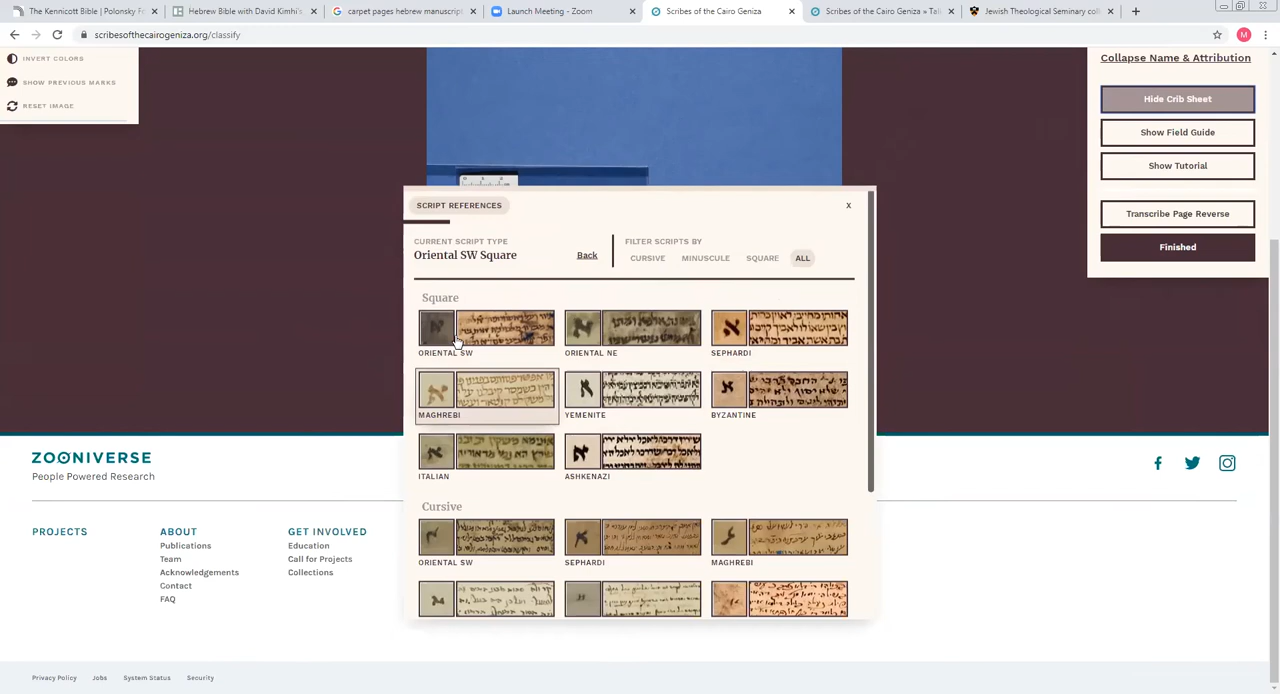 The Kennicott Bible | Polonsky F
Hebrew Bible with David Kimhi's
carpet pages hebrew manuscript
Launch Meeting - Zoom
Scribes of the Cairo Geniza
Scribes of the Cairo Geniza » Tal
Jewish Theological Seminary coll
scribesofthecairogeniza.org/classify
M
INVERT COLORS
SHOW PREVIOUS MARKS
RESET IMAGE
Collapse Name & Attribution
Hide Crib Sheet
Show Field Guide
Show Tutorial
Transcribe Page Reverse
Finished
SCRIPT REFERENCES
X
CURRENT SCRIPT TYPE
Oriental SW Square
Back
FILTER SCRIPTS BY
CURSIVE MINUSCULE SQUARE ALL
Square
ORIENTAL SW ORIENTAL NE SEPHARDI
MAGHREBI YEMENITE BYZANTINE
ITALIAN ASHKENAZI
Cursive
ORIENTAL SW SEPHARDI MAGHREBI
ZOONIVERSE
People Powered Research
PROJECTS
ABOUT
Publications
Team
Acknowledgements
Contact
FAQ
GET INVOLVED
Education
Call for Projects
Collections
Privacy Policy Jobs System Status Security